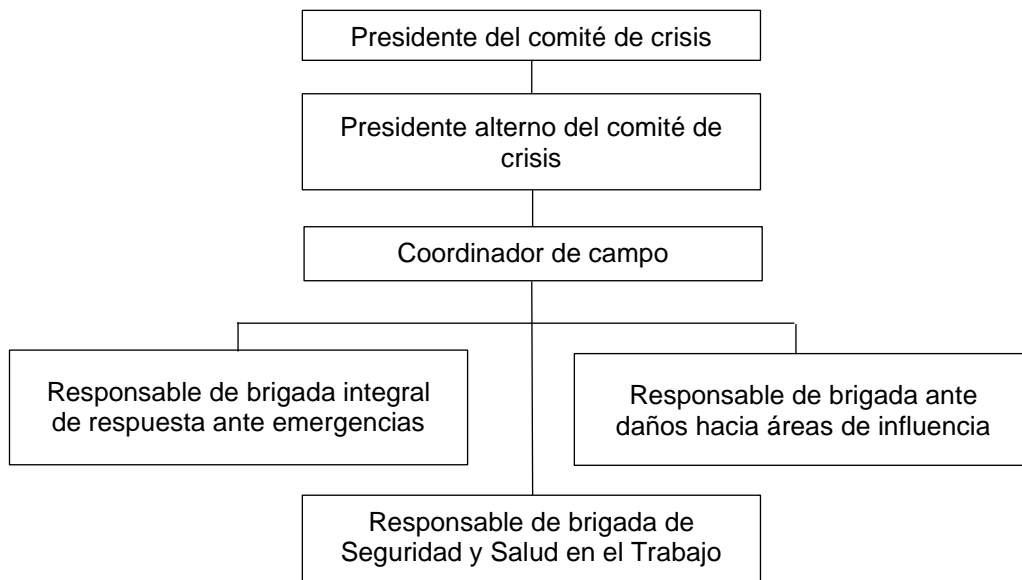 Presidente del comité de crisis
Presidente alterno del comité de
crisis
Coordinador de campo
Responsable de brigada integral
de respuesta ante emergencias
Responsable de brigada ante
daños hacia áreas de influencia
Responsable de brigada de
Seguridad y Salud en el Trabajo